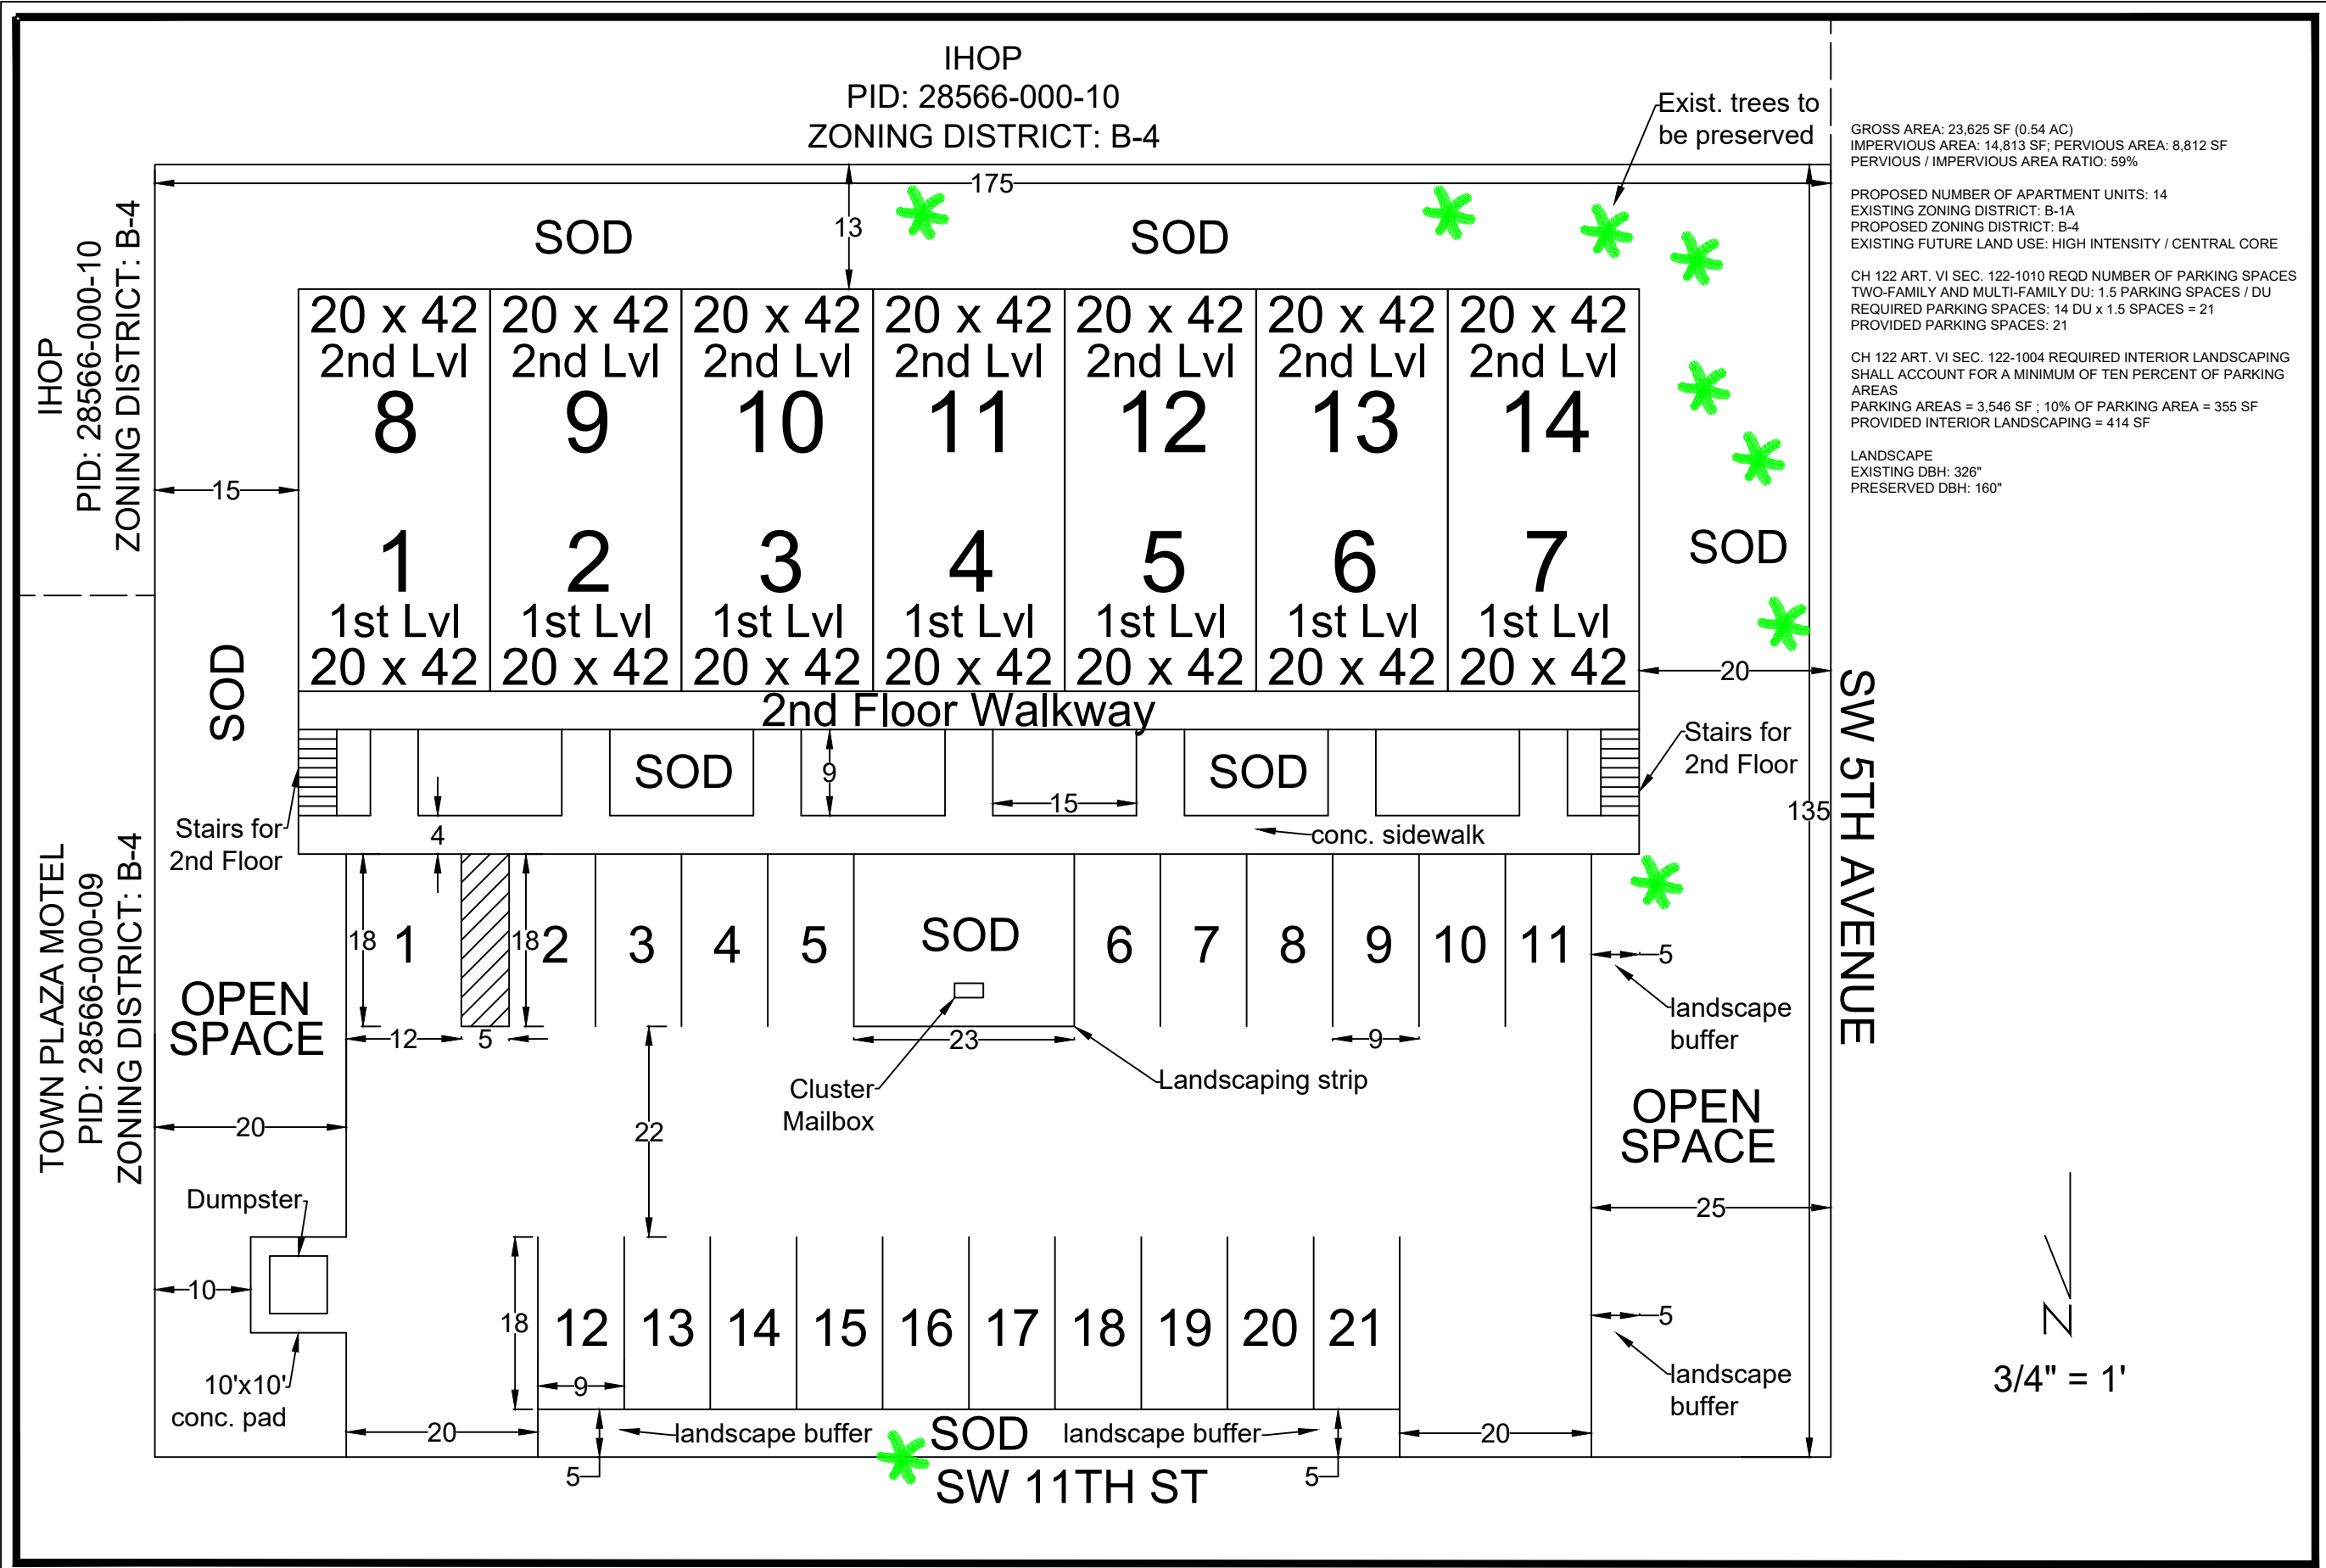 IHOP
PID: 28566-000-10
ZONING DISTRICT: B-4
Exist. trees to
be preserved
GROSS AREA: 23,625 SF (0.54 AC)
IMPERVIOUS AREA: 14,813 SF; PERVIOUS AREA: 8,812 SF
PERVIOUS / IMPERVIOUS AREA RATIO: 59%
PROPOSED NUMBER OF APARTMENT UNITS: 14
EXISTING ZONING DISTRICT: B-1A
PROPOSED ZONING DISTRICT: B-4
EXISTING FUTURE LAND USE: HIGH INTENSITY / CENTRAL CORE
CH 122 ART. VI SEC. 122-1010 REQD NUMBER OF PARKING SPACES
TWO-FAMILY AND MULTI-FAMILY DU: 1.5 PARKING SPACES / DU
REQUIRED PARKING SPACES: 14 DU x 1.5 SPACES = 21
PROVIDED PARKING SPACES: 21
CH 122 ART. VI SEC. 122-1004 REQUIRED INTERIOR LANDSCAPING
SHALL ACCOUNT FOR A MINIMUM OF TEN PERCENT OF PARKING
AREAS
PARKING AREAS = 3,546 SF ; 10% OF PARKING AREA = 355 SF
PROVIDED INTERIOR LANDSCAPING = 414 SF
LANDSCAPE
EXISTING DBH: 326"
PRESERVED DBH: 160"
175
13
SOD
SOD
IHOP
PID: 28566-000-10
ZONING DISTRICT: B-4
20 x 42 20 x 42 20 x 42 20 x 42 20 x 42 20 x 42 20 x 42
2nd Lvl 2nd Lvl 2nd Lvl 2nd Lvl 2nd Lvl 2nd Lvl 2nd Lvl
8 9 10 11 12 13 14
15
1 2 3 4 5 6 7
1st Lvl 1st Lvl 1st Lvl 1st Lvl 1st Lvl 1st Lvl 1st Lvl
20 x 42 20 x 42 20 x 42 20 x 42 20 x 42 20 x 42 20 x 42
SOD
SOD
20
2nd Floor Walkway
SOD
SOD
9
15
4
Stairs for
2nd Floor
Stairs for
2nd Floor
conc. sidewalk
135
SW 5TH AVENUE
TOWN PLAZA MOTEL
PID: 28566-000-09
ZONING DISTRICT: B-4
18 1 18 2 3 4 5
SOD
6 7 8 9 10 11
5
landscape
buffer
OPEN
SPACE
12
5
23
9
Cluster
Mailbox
Landscaping strip
20
22
OPEN
SPACE
25
Dumpster
10
10'x10'
conc. pad
18
12 13 14 15 16 17 18 19 20 21
9
5
landscape
buffer
20
landscape buffer
SOD
landscape buffer
20
5
5
SW 11TH ST
N
3/4" = 1'